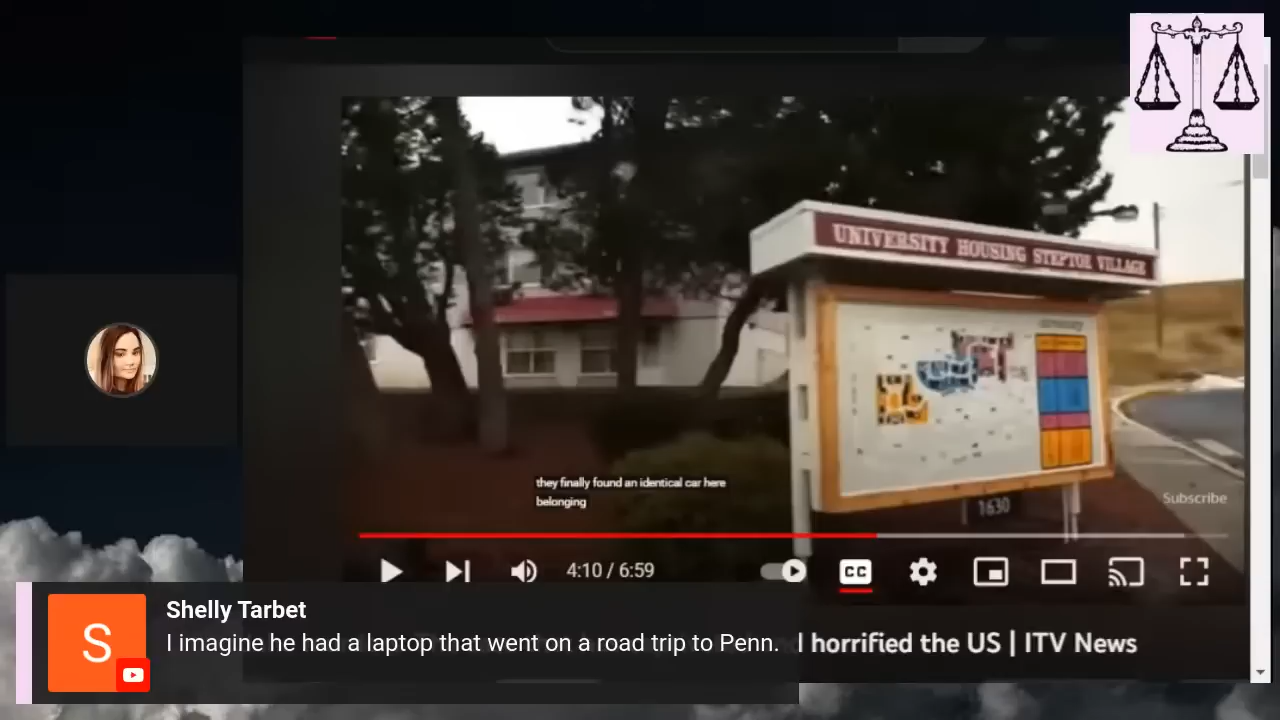 UNIVERSITY HOUSING STEPTOE VILLAGE
1630
they finally found an identical car here
belonging
Subscribe
4:10 / 6:59
CC
l horrified the US | ITV News
S
Shelly Tarbet
I imagine he had a laptop that went on a road trip to Penn.